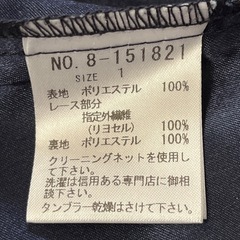 NO.8-151821
SIZE
1
表地 ポリエステル 100%
レース部分
指定外繊維
(リヨセル) 100%
裏地 ポリエステル 100%
クリーニングネットを使用し
て下さい。
洗濯は信用ある専門店に御相
談下さい。
タンブラー乾燥はさけて下さい。